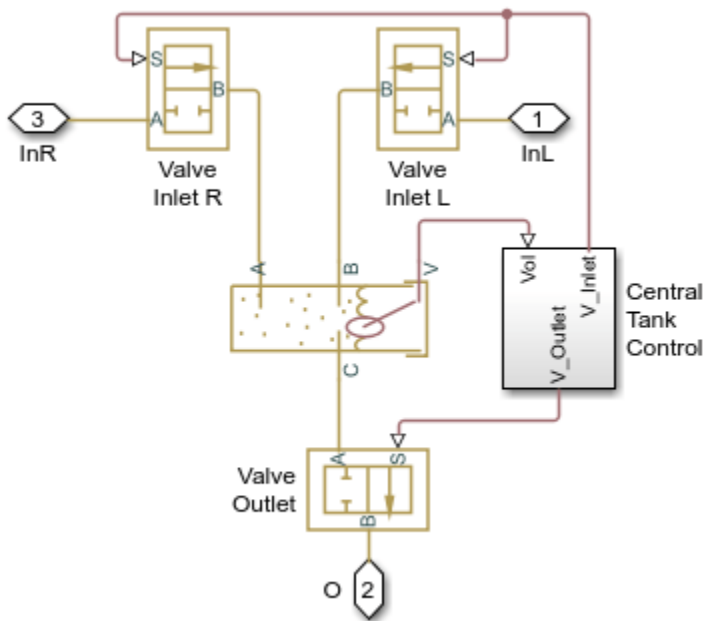 S
B
A
3
InR
Valve
Inlet R
S
B
A
1
InL
Valve
Inlet L
A
B
V
C
Vol
V_Inlet
V_Outlet
Central
Tank
Control
A
S
B
Valve
Outlet
O
2